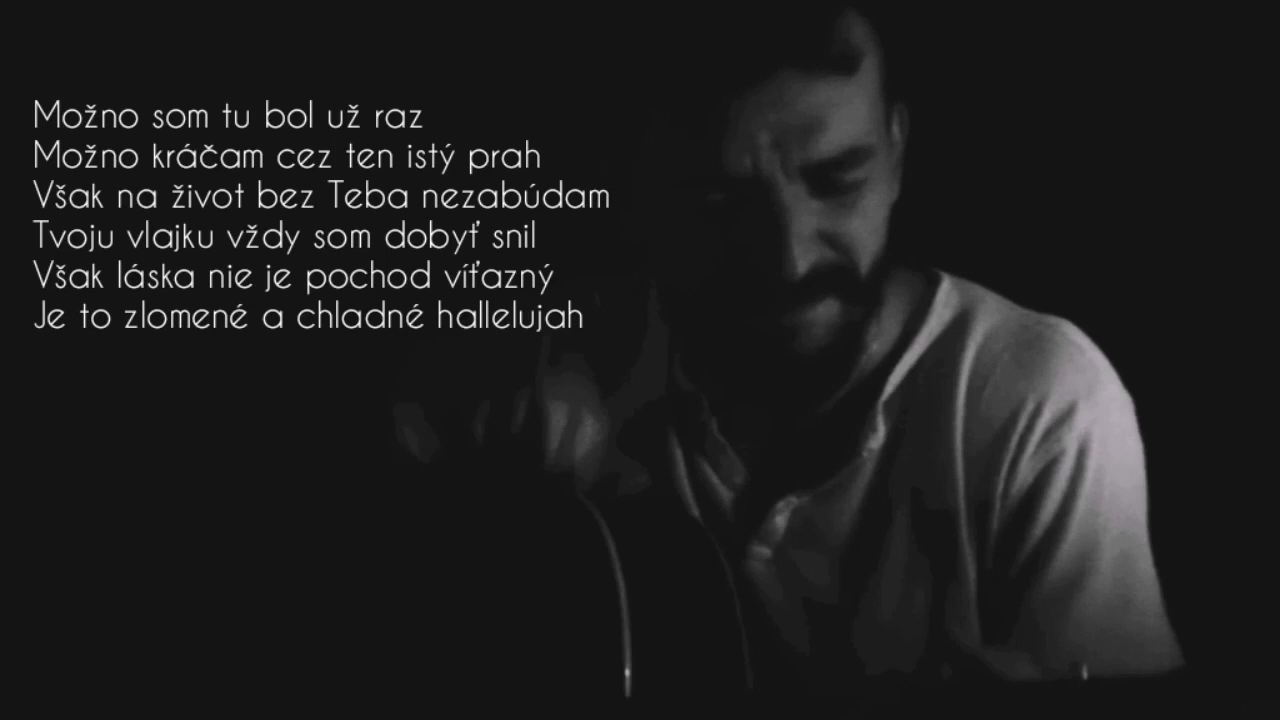 Možno som tu bol už raz
Možno kráčam cez ten istý prah
Však na život bez Teba nezabúdam
Tvoju vlajku vždy som dobyť snil
Však láska nie je pochod víťazný
Je to zlomené a chladné hallelujah